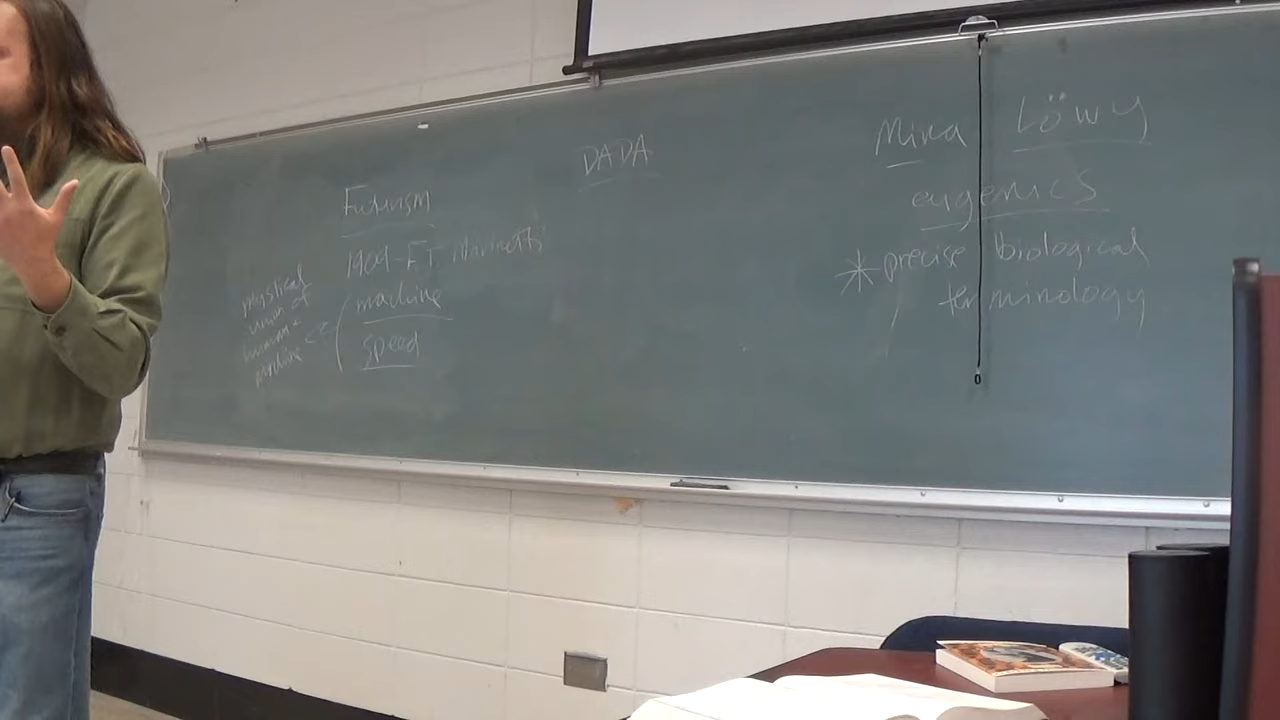 Futurism
1909-FT Marinetti
machine
speed
mystical
union of
human +
machine
DADA
Mina Löwy
eugenics
* precise biological
terminology